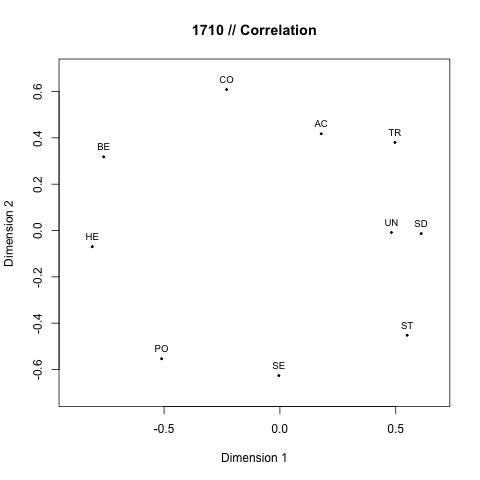 1710 // Correlation
CO
AC
TR
BE
UN
SD
HE
ST
PO
SE
0.6
0.4
0.2
0.0
-0.2
-0.4
-0.6
Dimension 2
-0.5
0.0
0.5
Dimension 1